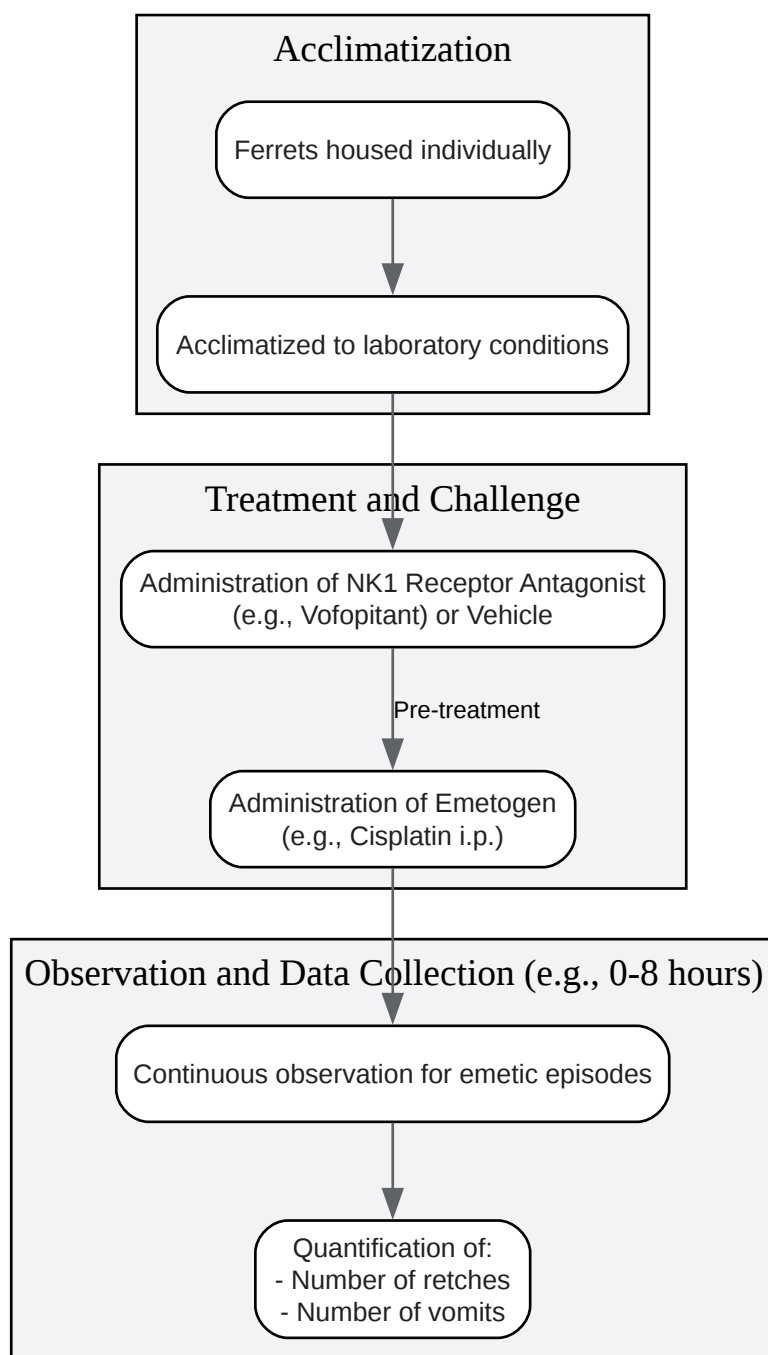 Acclimatization
Ferrets housed individually
Acclimatized to laboratory conditions
Treatment and Challenge
Administration of NK1 Receptor Antagonist
(e.g., Vofopitant) or Vehicle
Pre-treatment
Administration of Emetogen
(e.g., Cisplatin i.p.)
Observation and Data Collection (e.g., 0-8 hours)
Continuous observation for emetic episodes
Quantification of:
- Number of retches
- Number of vomits